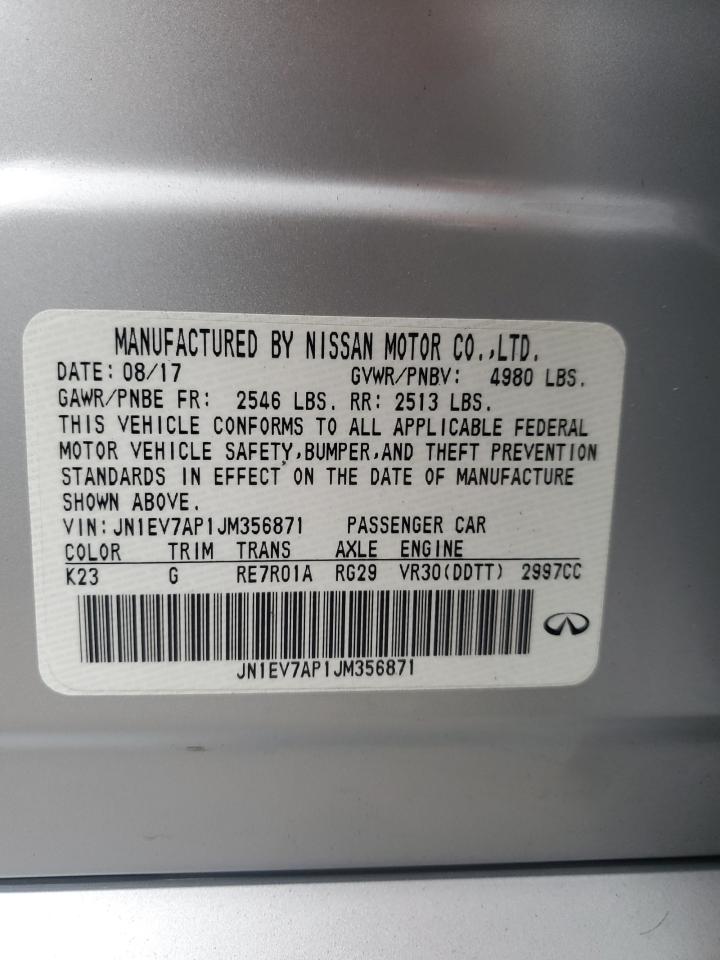 MANUFACTURED BY NISSAN MOTOR CO.,LTD.
DATE: 08/17 GVWR/PNBV: 4980 LBS.
GAWR/PNBE FR: 2546 LBS. RR: 2513 LBS.
THIS VEHICLE CONFORMS TO ALL APPLICABLE FEDERAL
MOTOR VEHICLE SAFETY,BUMPER,AND THEFT PREVENTION
STANDARDS IN EFFECT ON THE DATE OF MANUFACTURE
SHOWN ABOVE.
VIN: JN1EV7AP1JM356871 PASSENGER CAR
COLOR TRIM TRANS AXLE ENGINE
K23 G RE7R01A RG29 VR30(DDTT) 2997CC
JN1EV7AP1JM356871